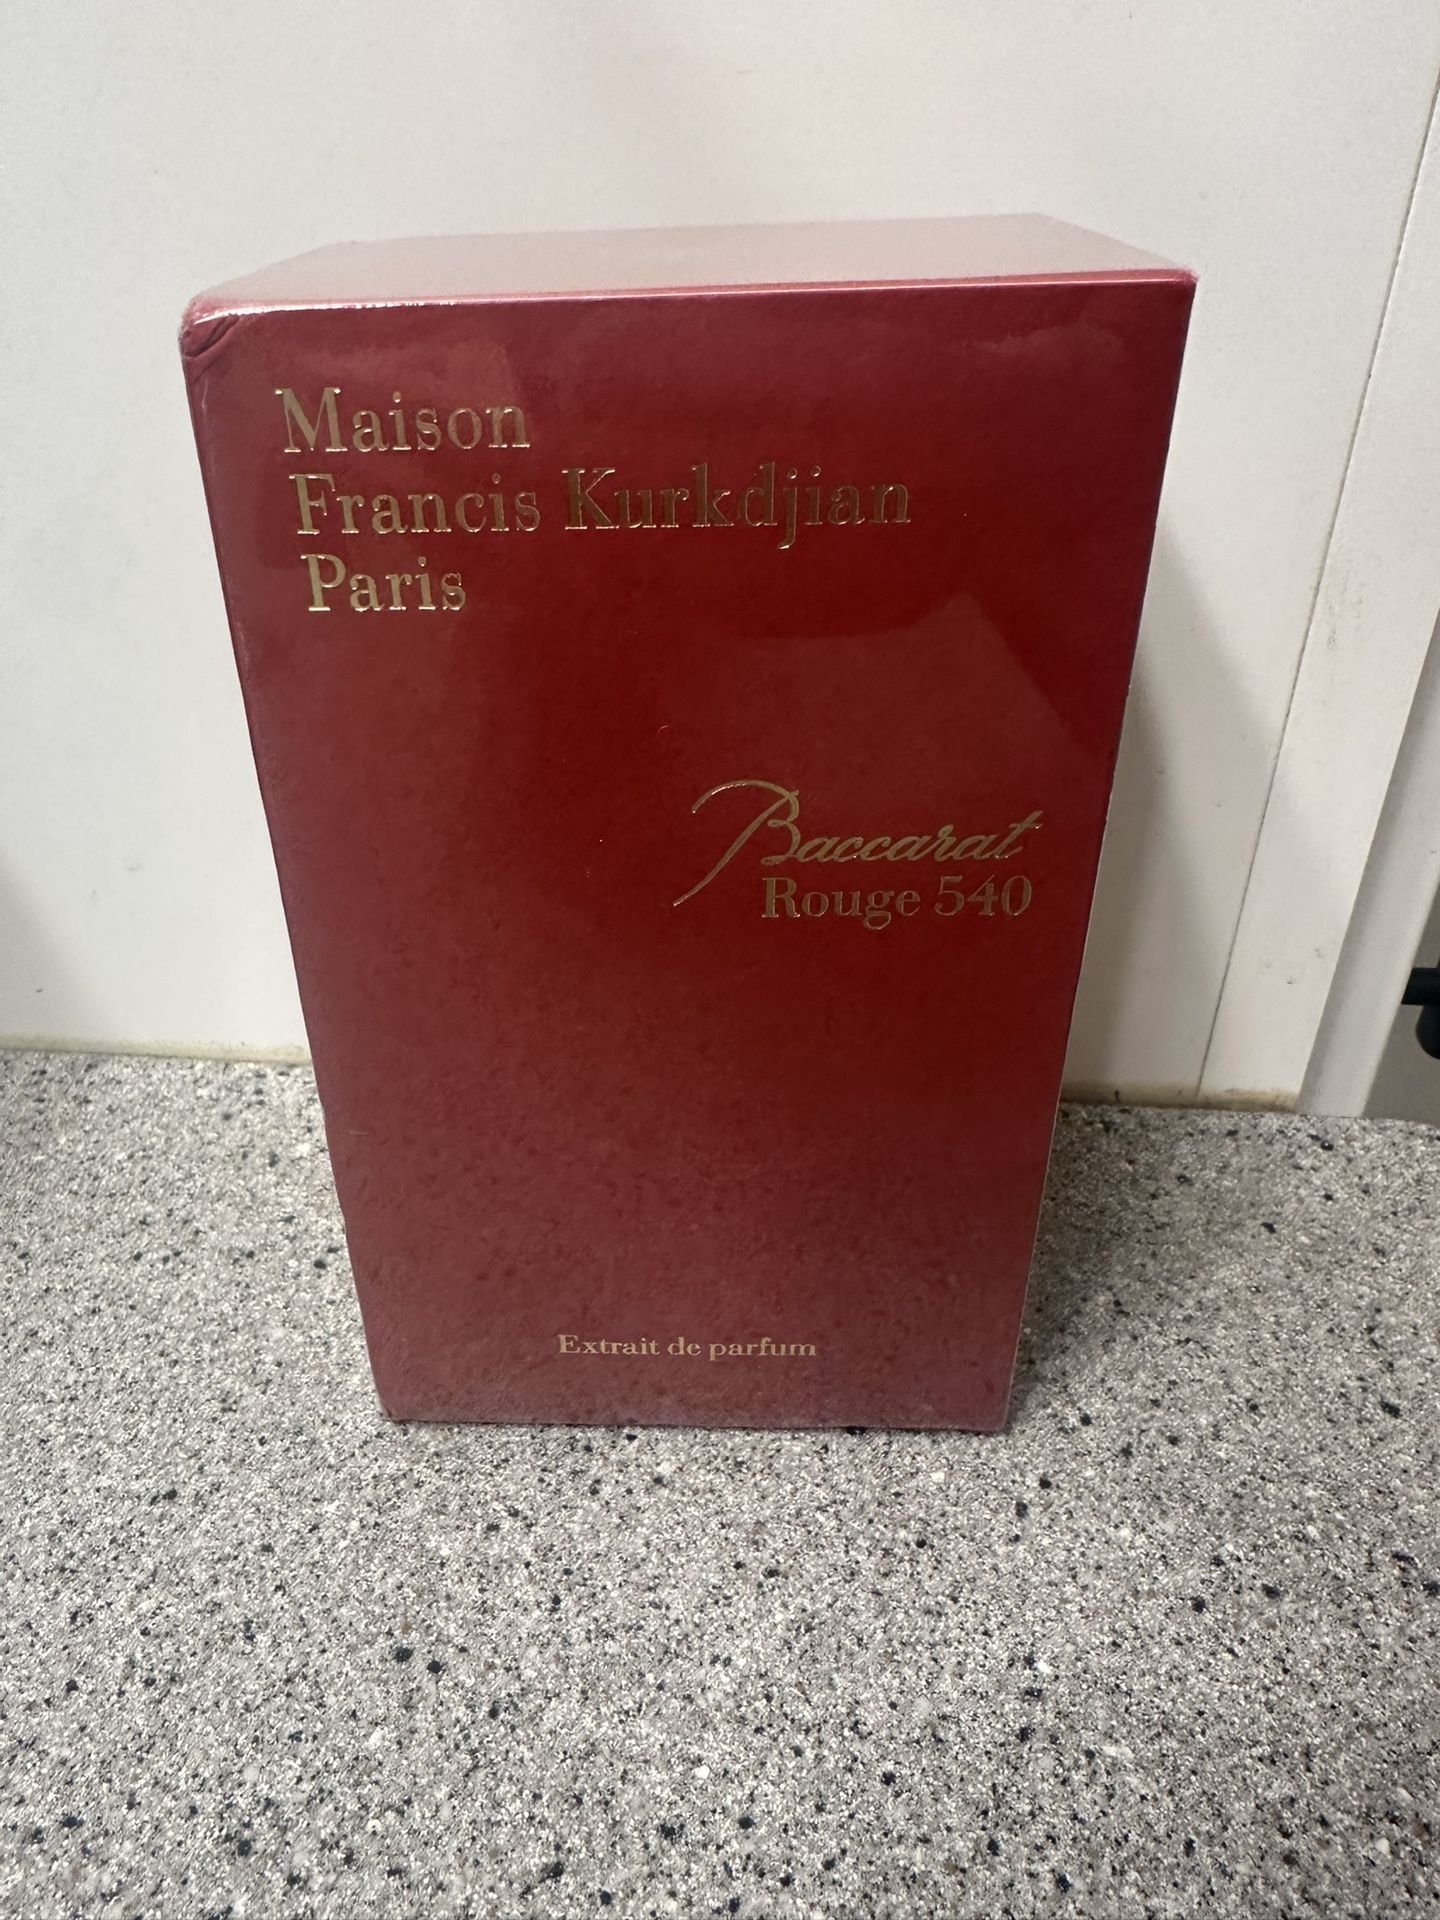 Maison
Francis Kurkdjian
Paris
Baccarat
Rouge 540
Extrait de parfum